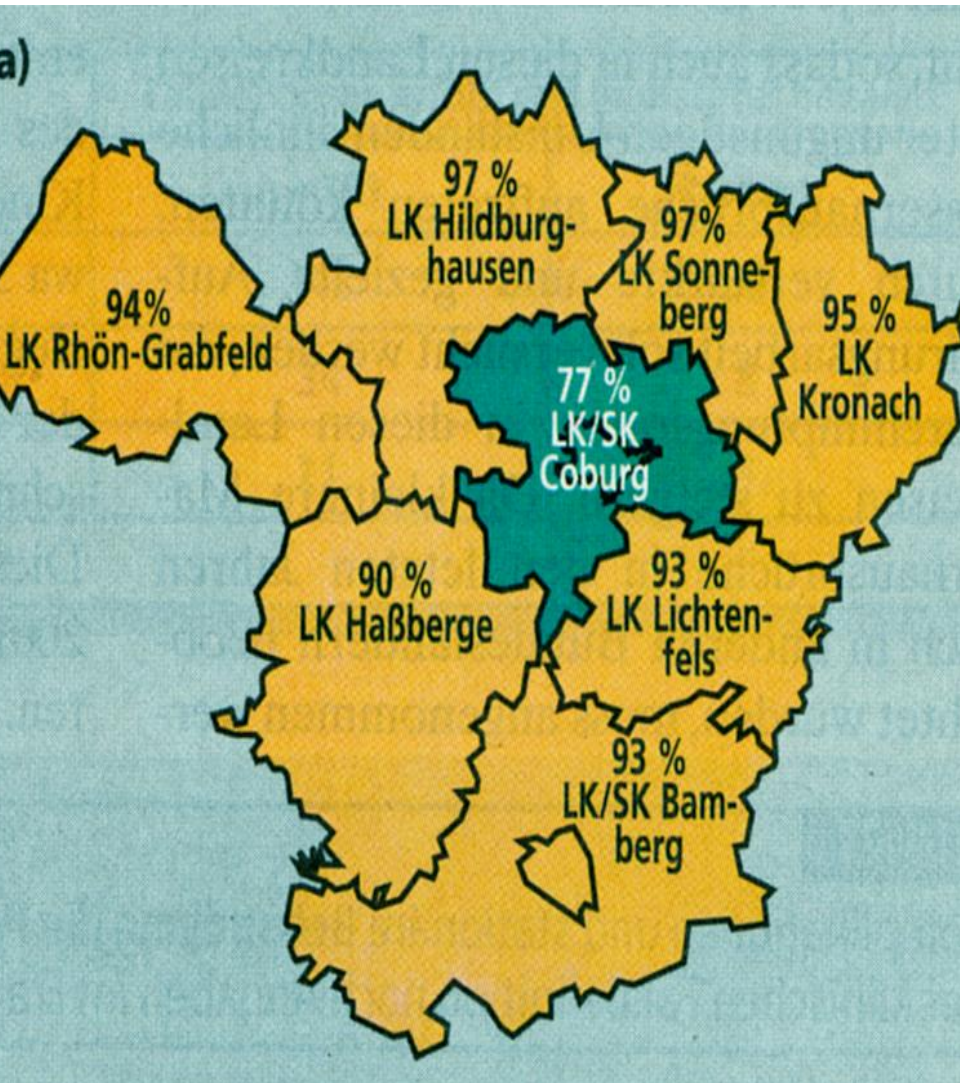 a)
97 %
LK Hildburg-
hausen
97%
LK Sonne-
berg
94%
LK Rhön-Grabfeld
95 %
LK
Kronach
77 %
LK/SK
Coburg
90 %
LK Haßberge
93 %
LK Lichten-
fels
93 %
LK/SK Bam-
berg